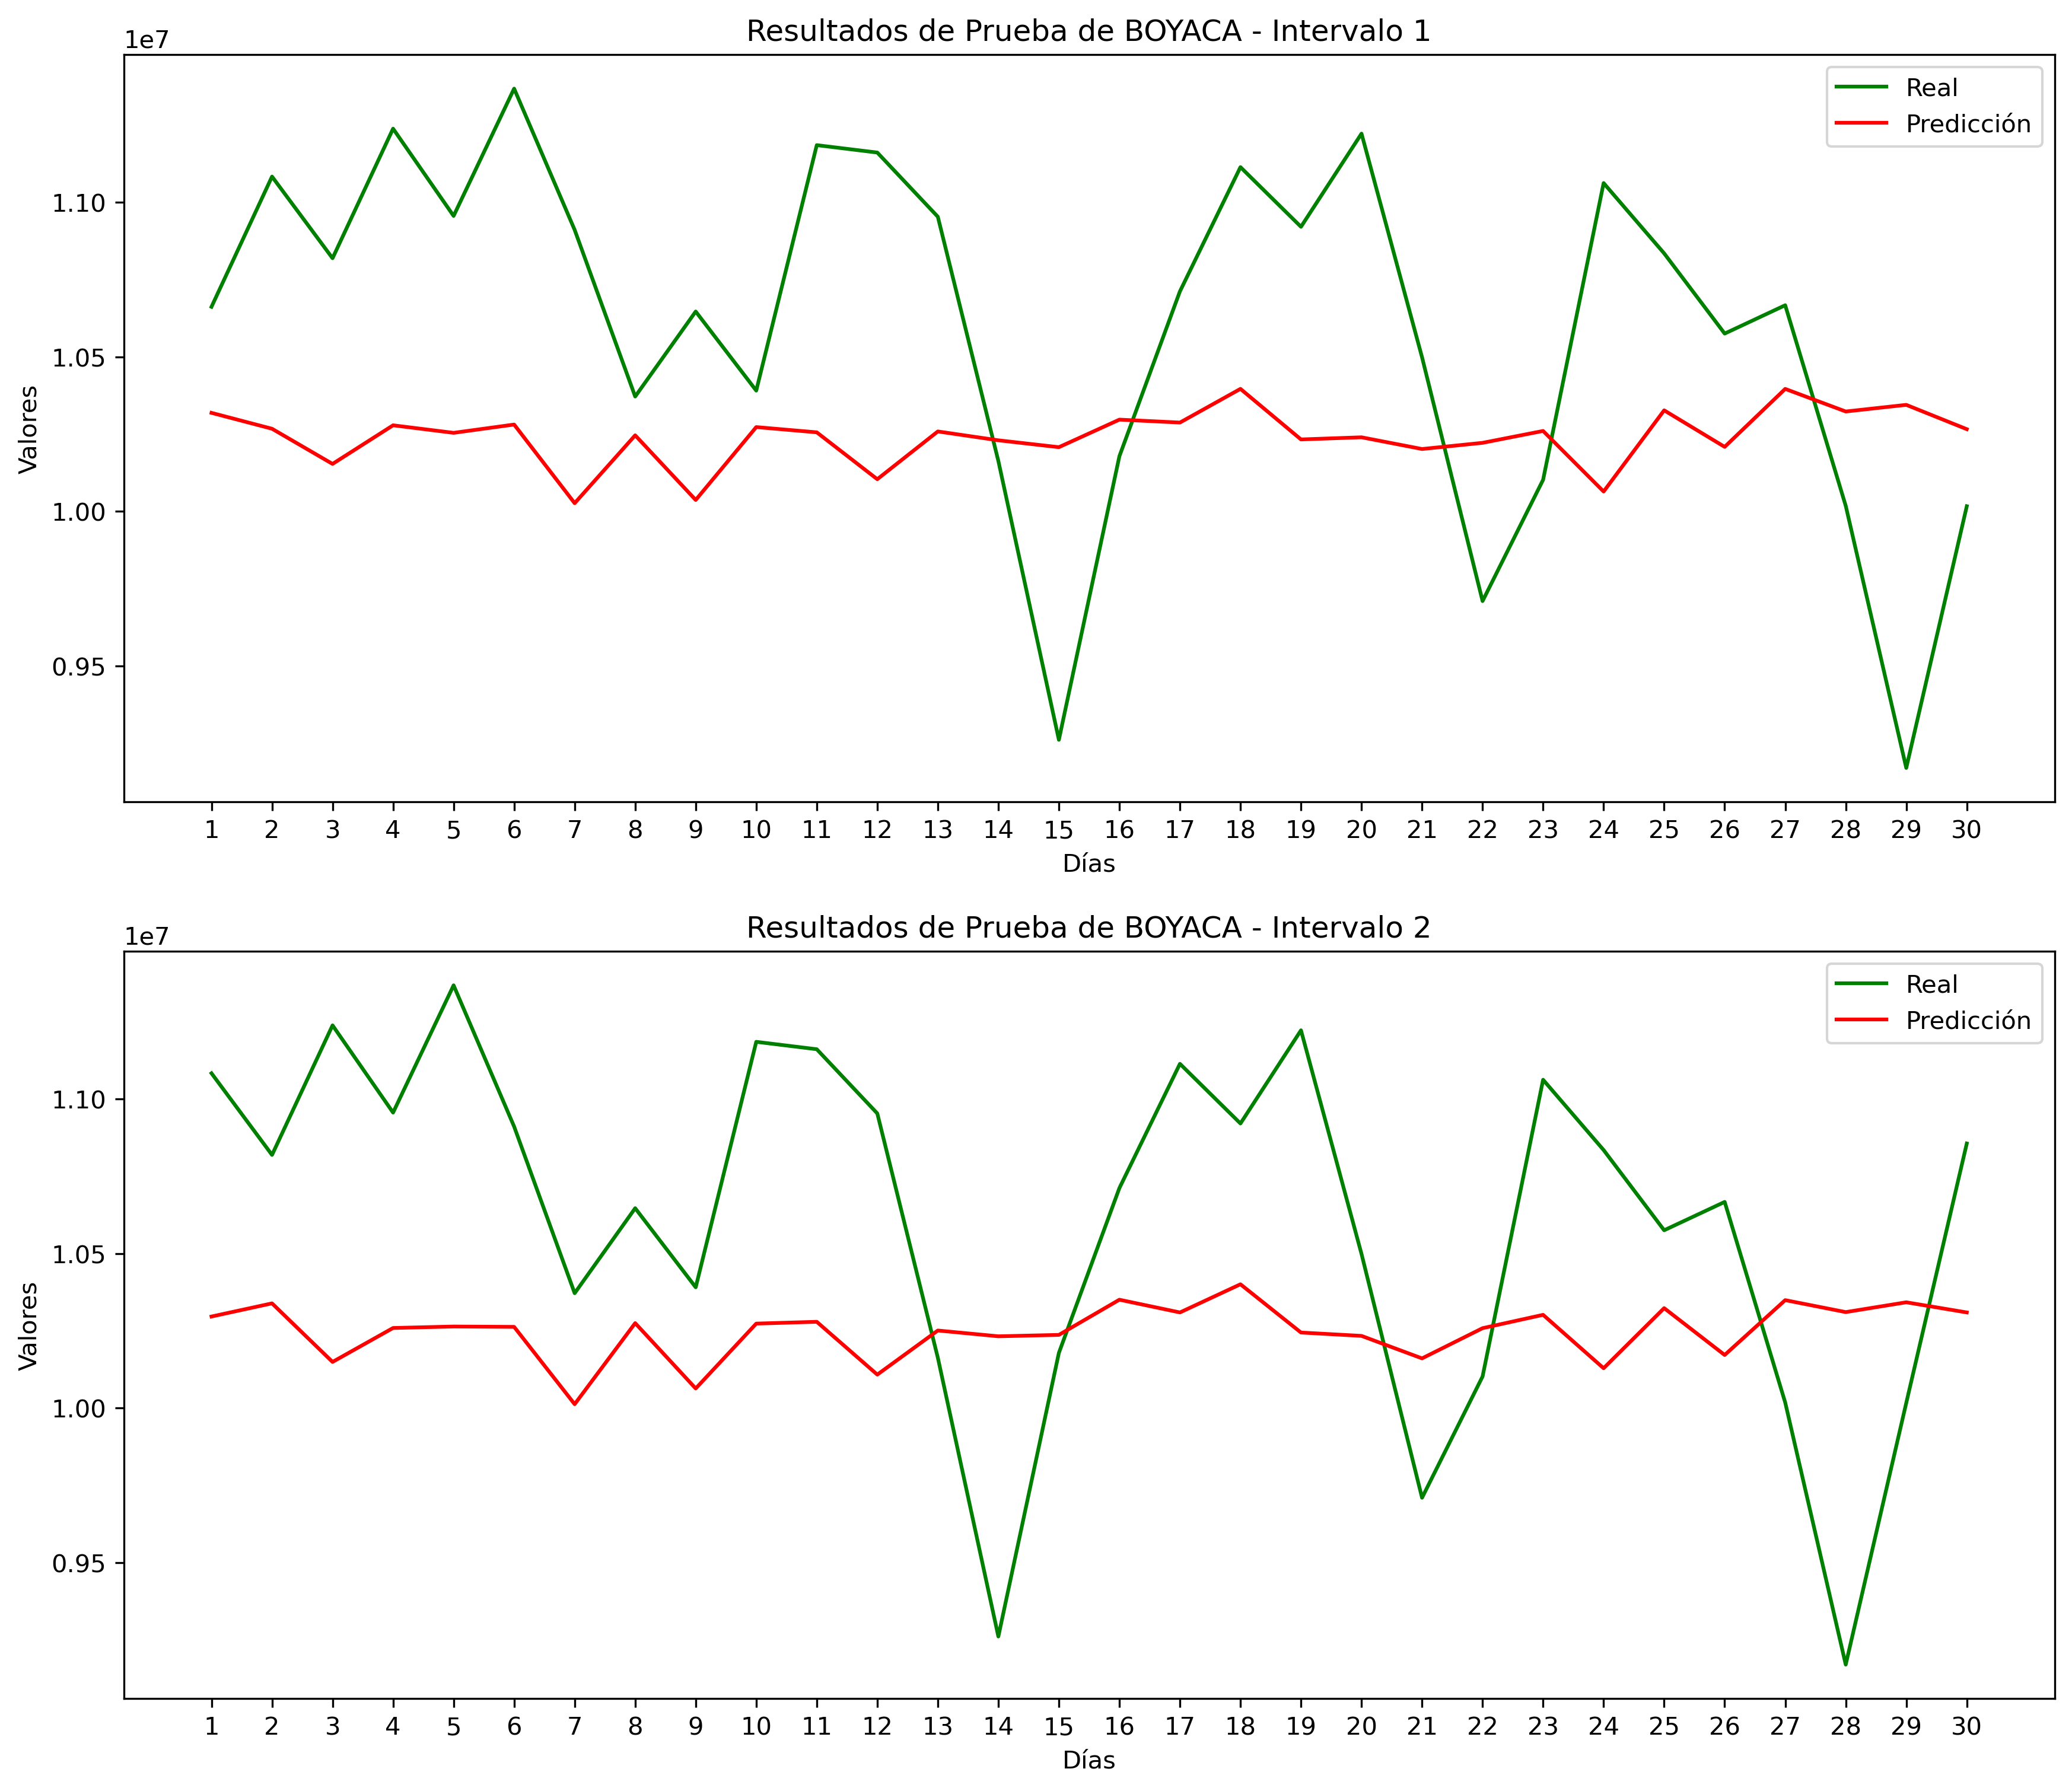 Resultados de Prueba de BOYACA - Intervalo 1
1e7
Real
Predicción
1.10
1.05
1.00
0.95
Valores
1 2 3 4 5 6 7 8 9 10 11 12 13 14 15 16 17 18 19 20 21 22 23 24 25 26 27 28 29 30
Días
Resultados de Prueba de BOYACA - Intervalo 2
1e7
Real
Predicción
1.10
1.05
1.00
0.95
Valores
1 2 3 4 5 6 7 8 9 10 11 12 13 14 15 16 17 18 19 20 21 22 23 24 25 26 27 28 29 30
Días